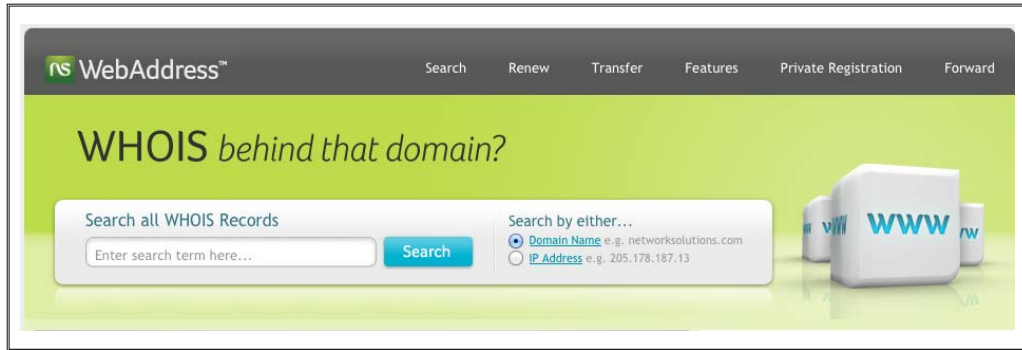 ns WebAddress™ Search Renew Transfer Features Private Registration Forward
WHOIS behind that domain?
Search all WHOIS Records
Enter search term here...
Search
Search by either...
Domain Name e.g. networksolutions.com
IP Address e.g. 205.178.187.13
WWW